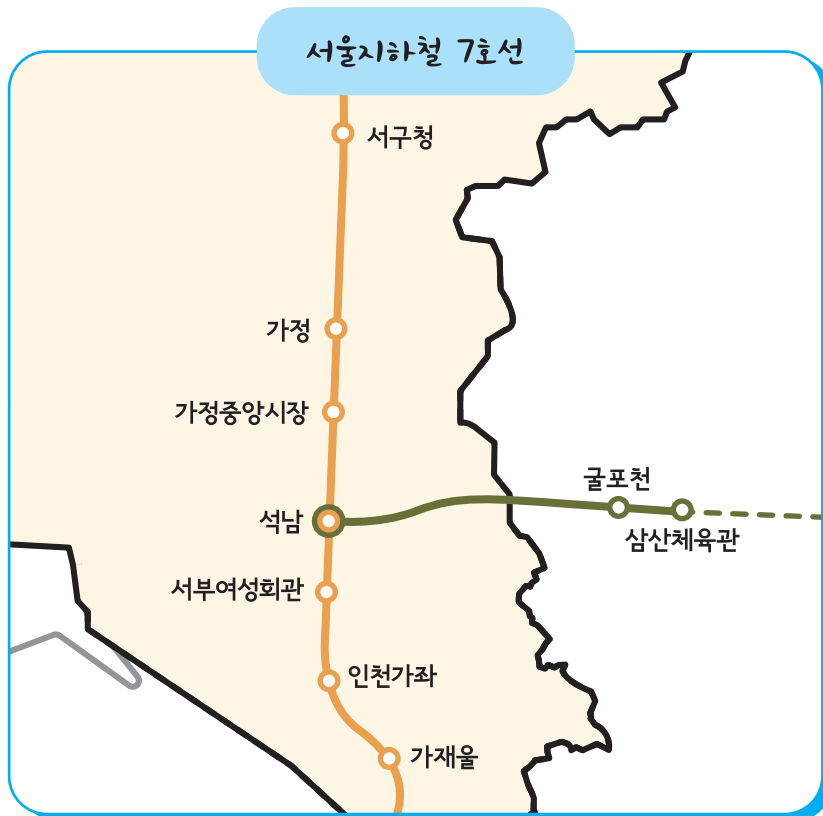 서울지하철 7호선
서구청
가정
가정중앙시장
굴포천
석남
삼산체육관
서부여성회관
인천가좌
가재울